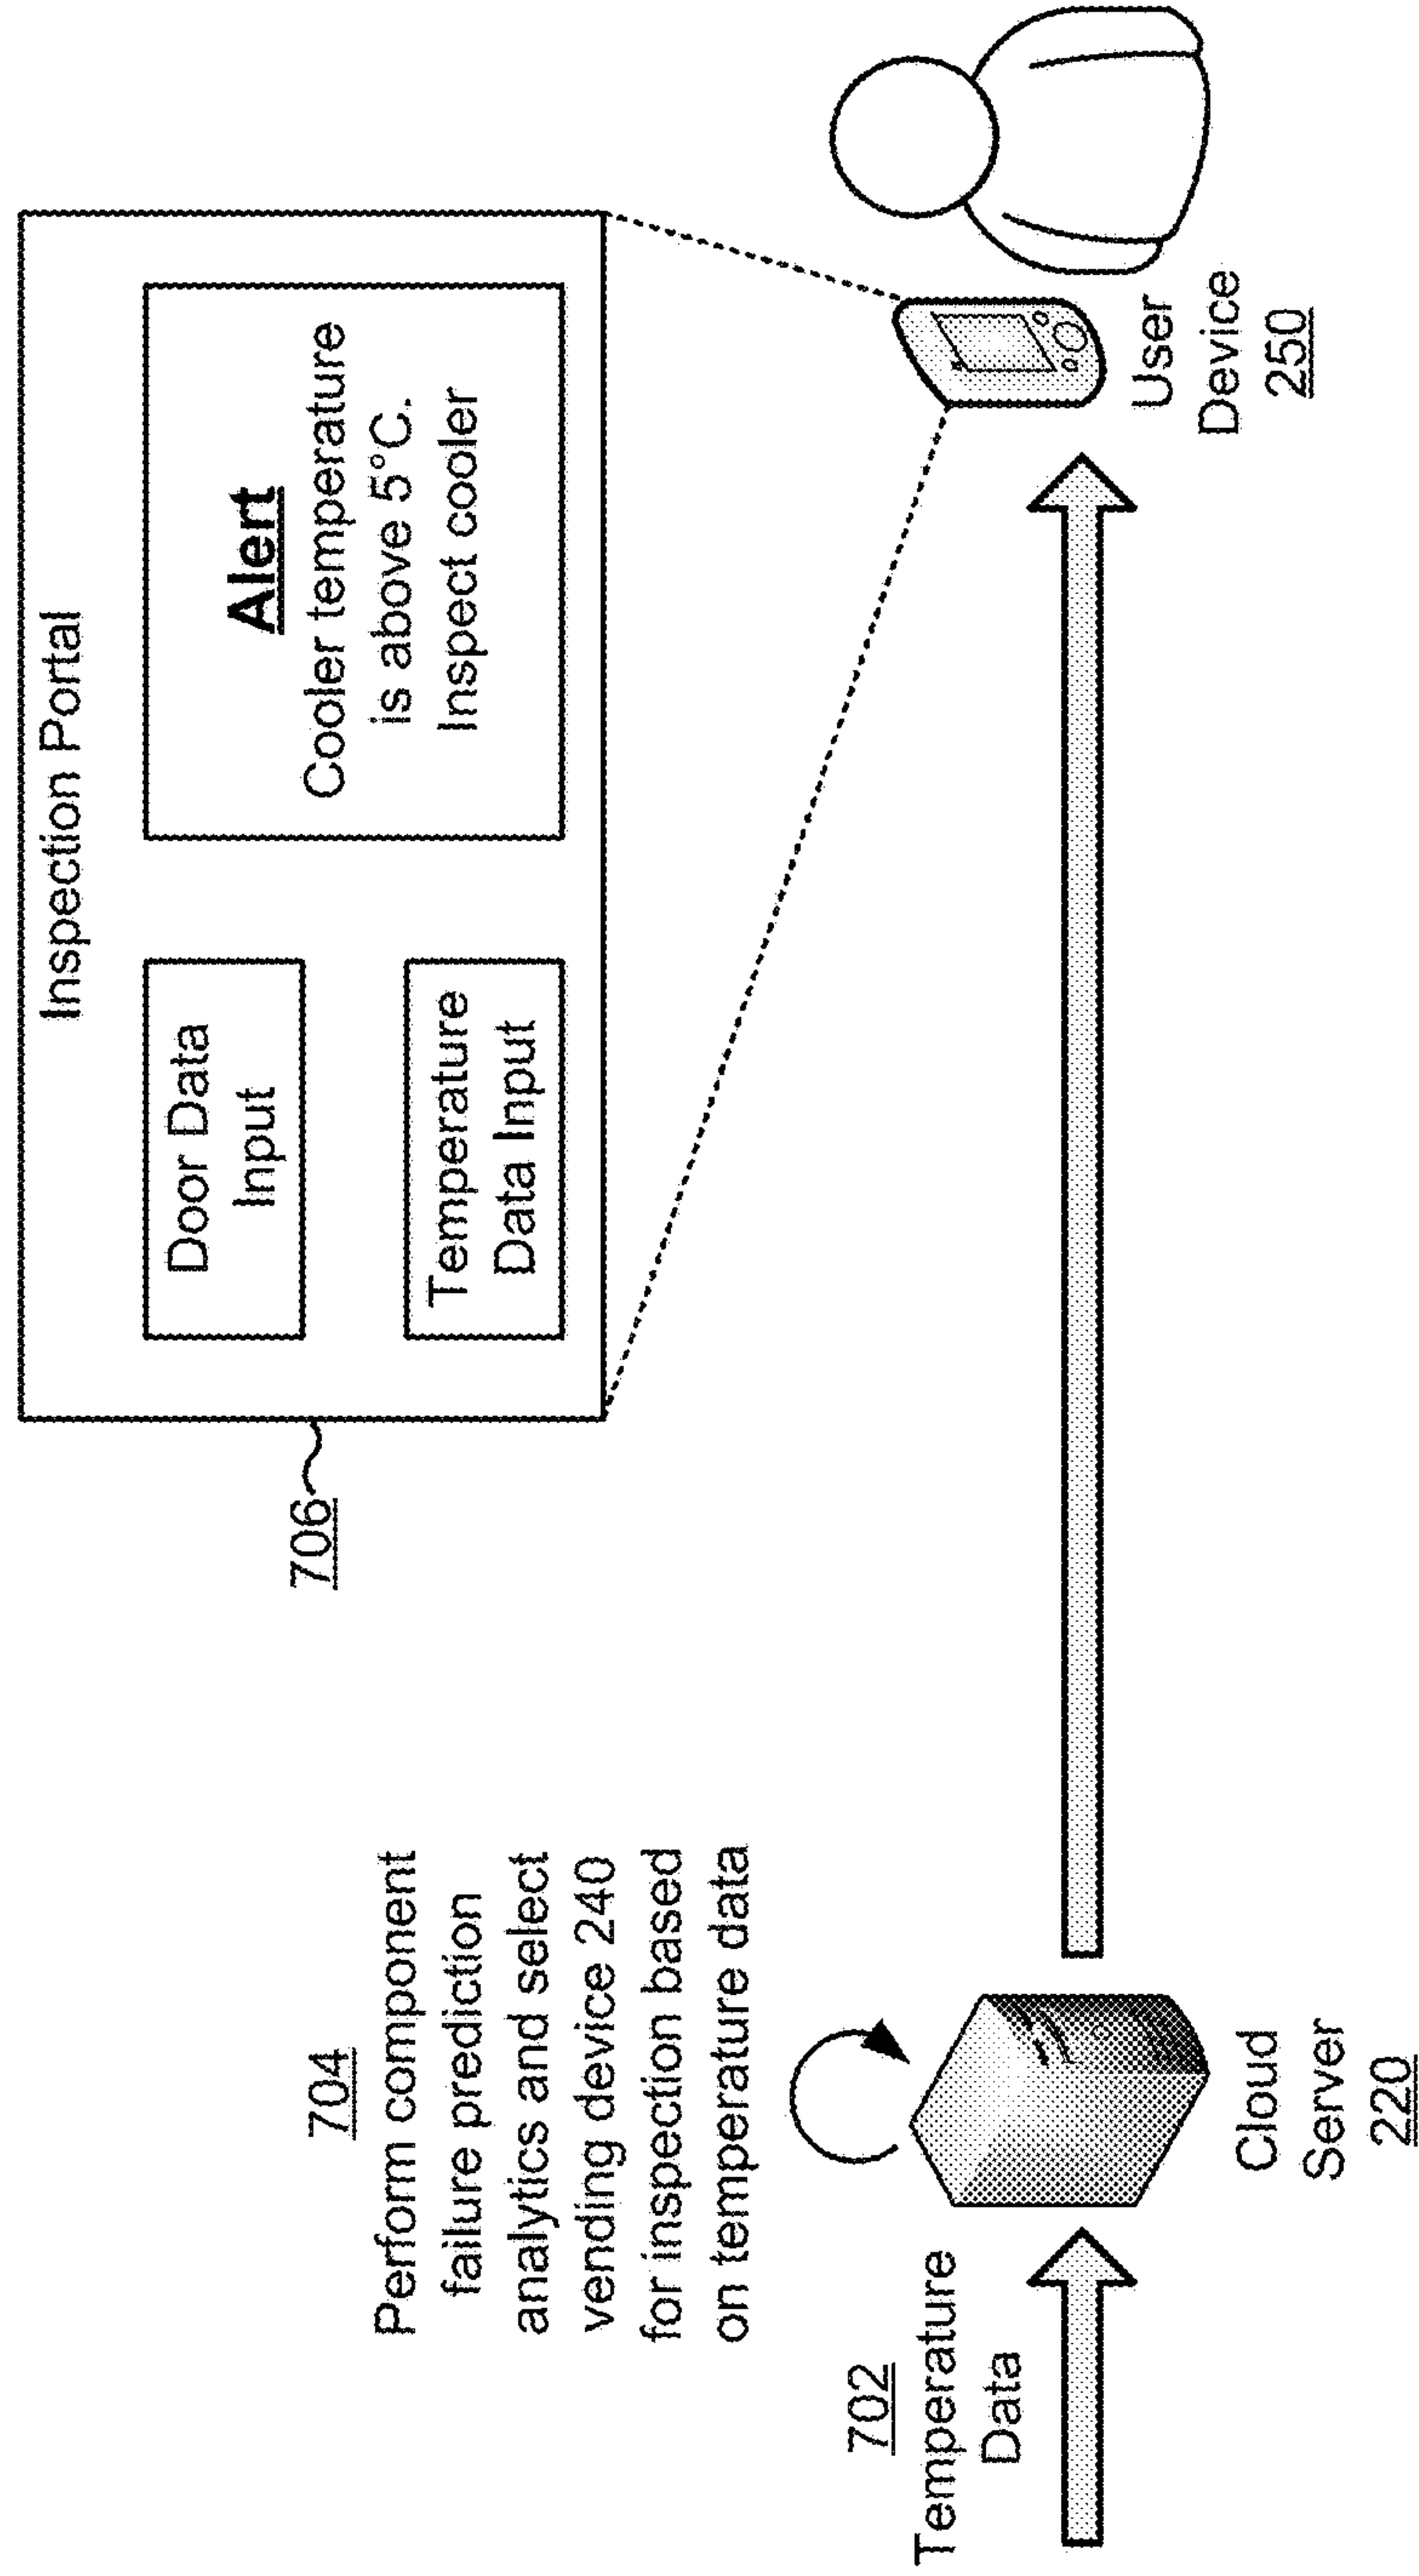 702
Temperature
Data
704
Perform component
failure prediction
analytics and select
vending device 240
for inspection based
on temperature data
Cloud
Server
220
706
Inspection Portal
Door Data
Input
Temperature
Data Input
Alert
Cooler temperature
is above 5°C.
Inspect cooler
User
Device
250